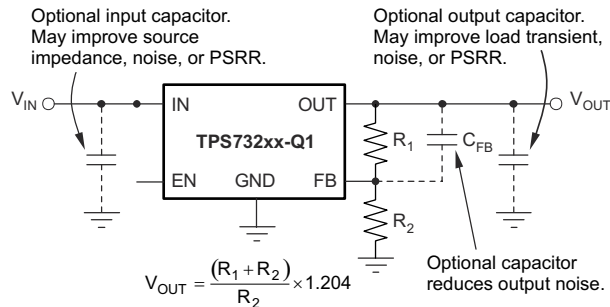 Optional input capacitor.
May improve source
impedance, noise, or PSRR.
Optional output capacitor.
May improve load transient,
noise, or PSRR.
V_IN
IN
OUT
V_OUT
TPS732xx-Q1
R_1
C_FB
EN
GND
FB
R_2
Optional capacitor
reduces output noise.
V_OUT = (R_1 + R_2) / R_2 × 1.204